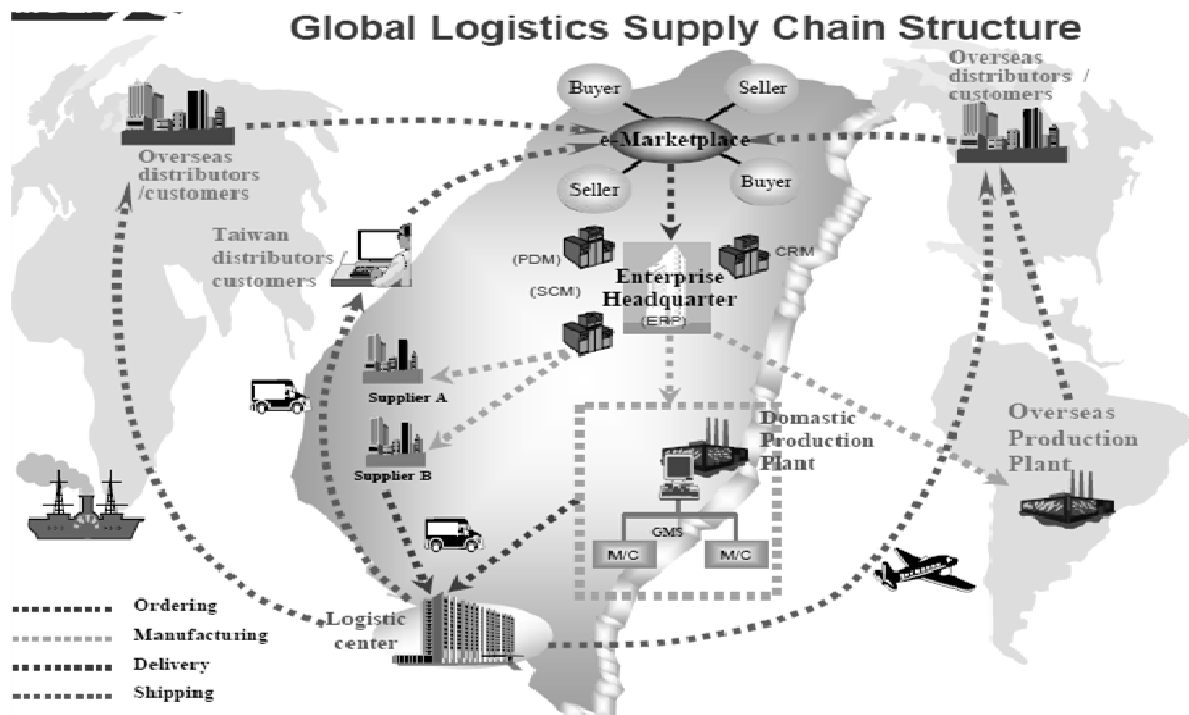 Global Logistics Supply Chain Structure
Overseas
distributors /
customers
Buyer
Seller
e-Marketplace
Seller
Buyer
Overseas
distributors
/customers
Taiwan
distributors/
customers
(PDM)
CRM
(SCM)
Enterprise
Headquarter
(ERP)
Supplier A
Supplier B
Domastic
Production
Plant
Overseas
Production
Plant
GMS
M/C
M/C
Logistic
center
Ordering
Manufacturing
Delivery
Shipping